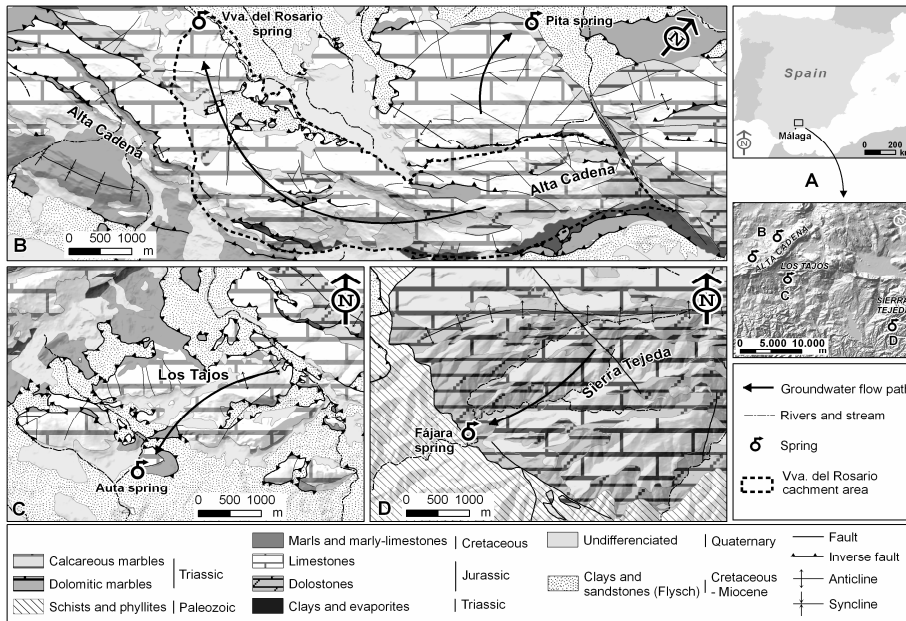 Vva. del Rosario
spring
Pita spring
N
Alta Cadena
Alta Cadena
0 500 1000
m
B
Spain
N
Málaga
0 200
km
A
B
ALTA CADENA
LOS TAJOS
C
SIERRA
TEJEDA
D
N
0 5.000 10.000
m
N
Los Tajos
Auta spring
0 500 1000
m
C
N
Sierra Tejeda
Fájara
spring
0 500 1000
m
D
Groundwater flow path
Rivers and stream
Spring
Vva. del Rosario
cachment area
Calcareous marbles
Dolomitic marbles
Triassic
Schists and phyllites
Paleozoic
Marls and marly-limestones
Cretaceous
Limestones
Dolostones
Jurassic
Clays and evaporites
Triassic
Undifferenciated
Quaternary
Clays and
sandstones (Flysch)
Cretaceous
- Miocene
Fault
Inverse fault
Anticline
Syncline